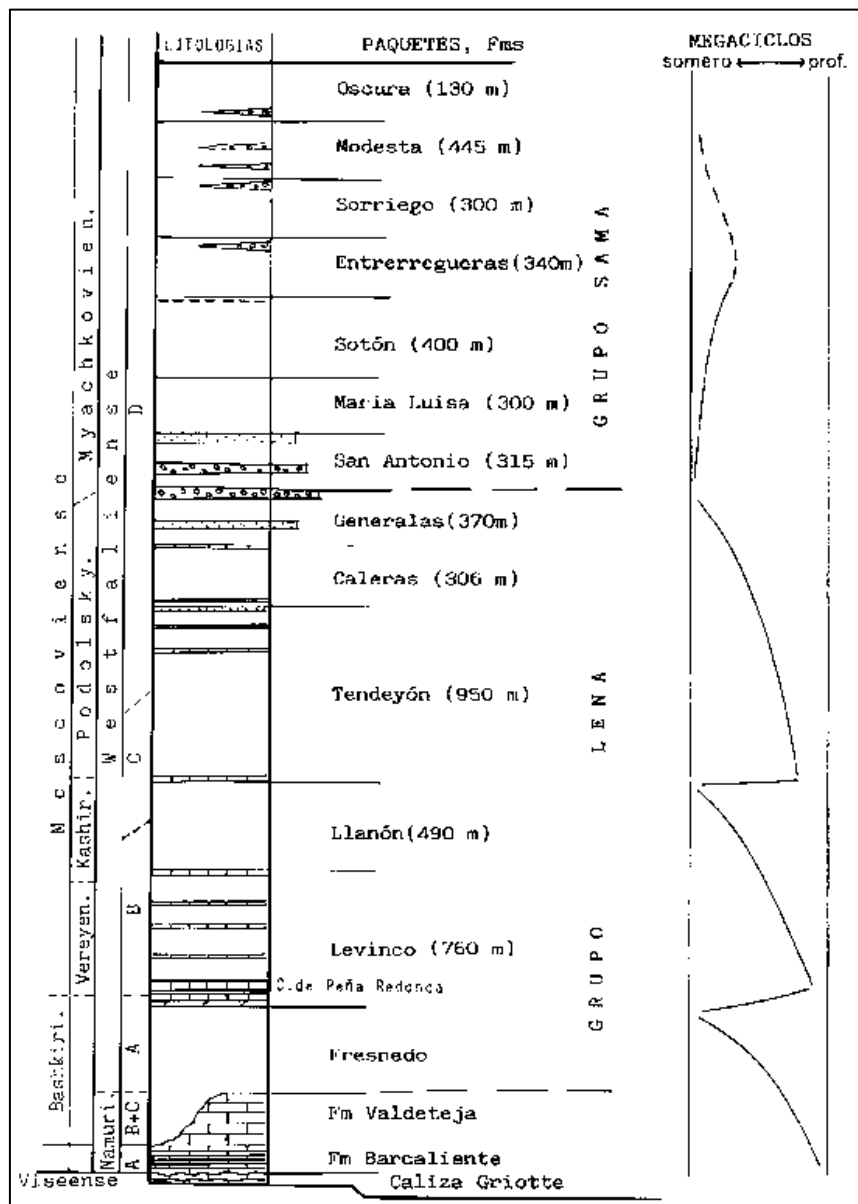 LITOLOGIAS
PAQUETES, Fms
MEGACICLOS
somero prof.
Oscura (130 m)
Modesta (445 m)
Sorriego (300 m)
Entrerregueras(340m)
Sotón (400 m)
Maria Luisa (300 m)
San Antonio (315 m)
Generalas(370m)
Caleras (306 m)
Tendeyón (950 m)
Llanón(490 m)
Levinco (760 m)
C.de Peña Redonda
Fresnedo
Fm Valdeteja
Fm Barcaliente
Caliza Griotte
GRUPO SAMA
GRUPO LENA
Moscoviense
Myachkovien.
Podolsky.
Kashir.
Vereyen.
Bashkiri.
Viseense
Westfaliense
D
C
B
A
Namuri.
B+C
A